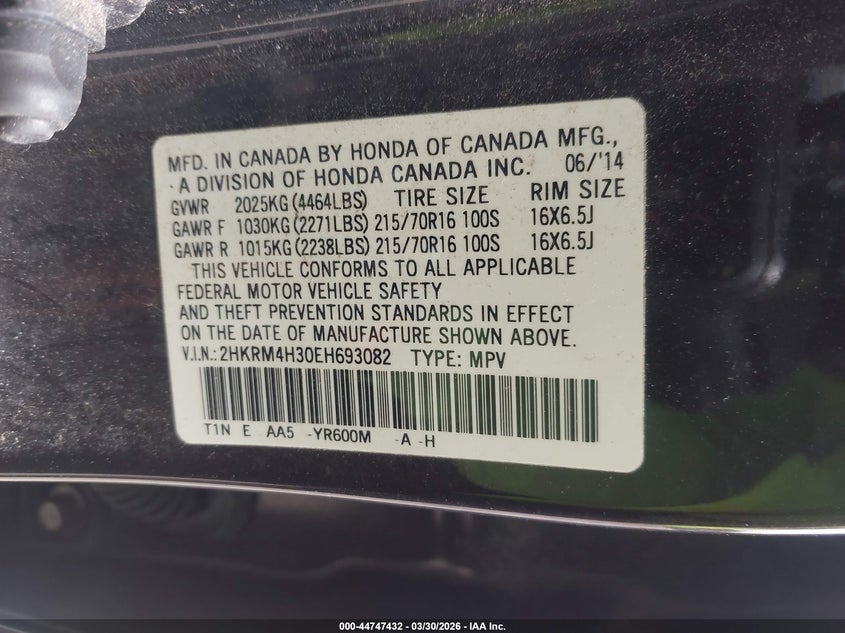 MFD. IN CANADA BY HONDA OF CANADA MFG.,
A DIVISION OF HONDA CANADA INC. 06/'14
GVWR 2025KG (4464LBS) TIRE SIZE RIM SIZE
GAWR F 1030KG (2271LBS) 215/70R16 100S 16X6.5J
GAWR R 1015KG (2238LBS) 215/70R16 100S 16X6.5J
THIS VEHICLE CONFORMS TO ALL APPLICABLE
FEDERAL MOTOR VEHICLE SAFETY
AND THEFT PREVENTION STANDARDS IN EFFECT
ON THE DATE OF MANUFACTURE SHOWN ABOVE.
V.I.N.: 2HKRM4H30EH693082 TYPE: MPV
T1N E AA5 -YR600M -A -H
000-44747432 - 03/30/2026 - IAA Inc.